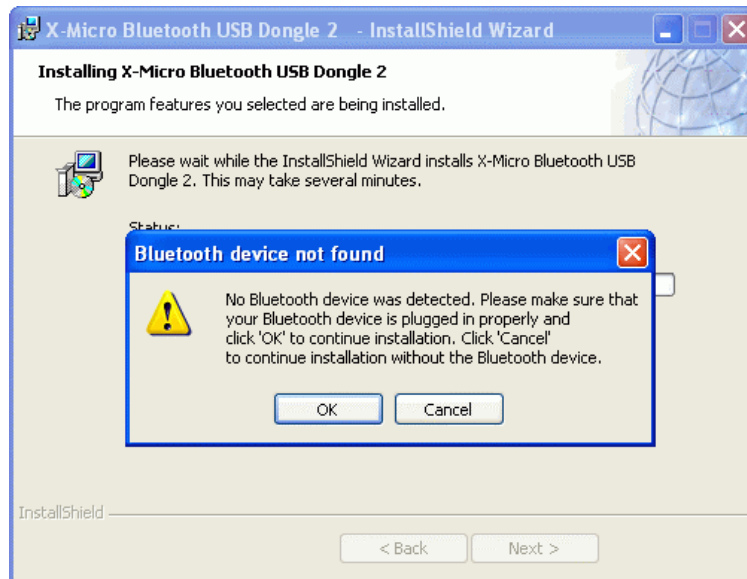 X-Micro Bluetooth USB Dongle 2 - InstallShield Wizard
Installing X-Micro Bluetooth USB Dongle 2
The program features you selected are being installed.
Please wait while the InstallShield Wizard installs X-Micro Bluetooth USB
Dongle 2. This may take several minutes.
Status:
Bluetooth device not found
No Bluetooth device was detected. Please make sure that
your Bluetooth device is plugged in properly and
click 'OK' to continue installation. Click 'Cancel'
to continue installation without the Bluetooth device.
OK Cancel
InstallShield
< Back Next >